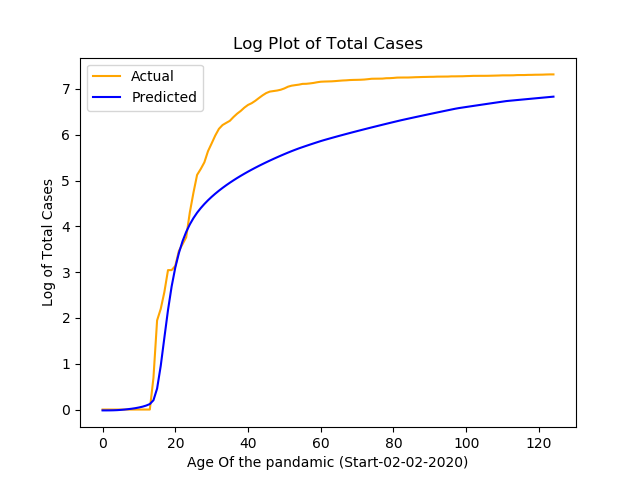 Log Plot of Total Cases
Actual
Predicted
7
6
5
4
3
2
1
0
Log of Total Cases
0 20 40 60 80 100 120
Age Of the pandamic (Start-02-02-2020)